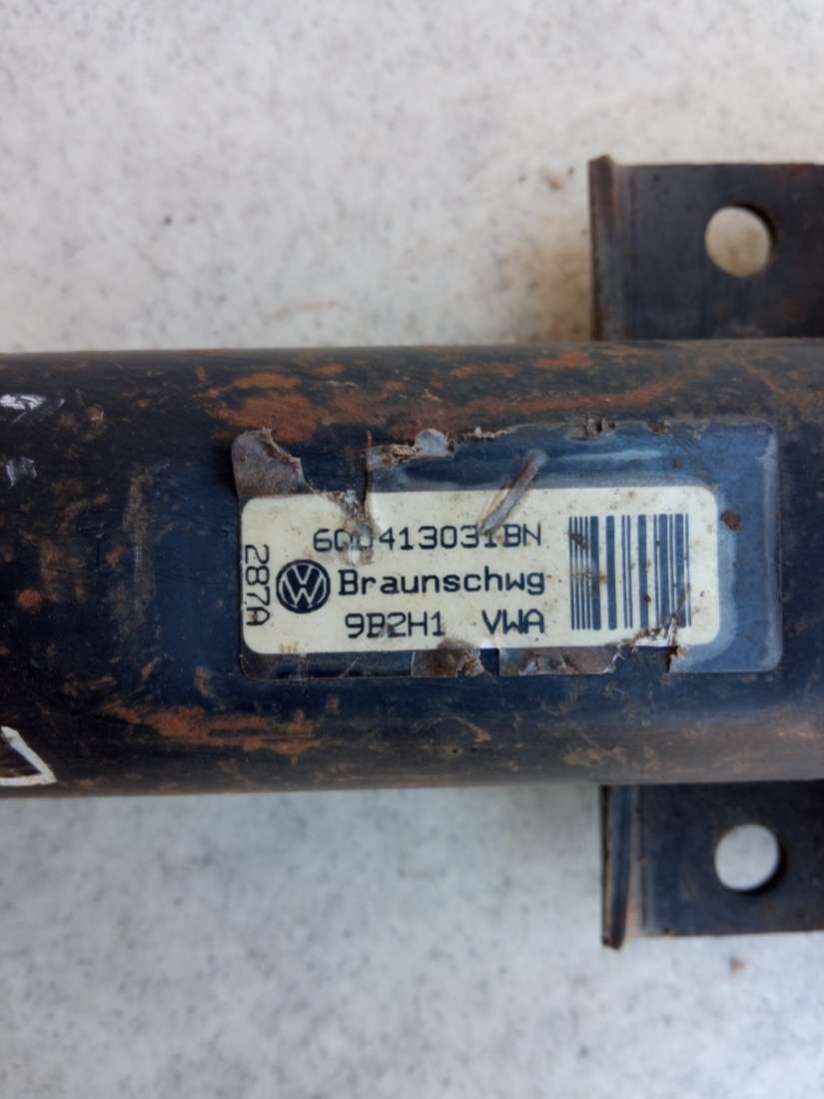 6Q0413031BN
Braunschwg
9B2H1 VWA
287A